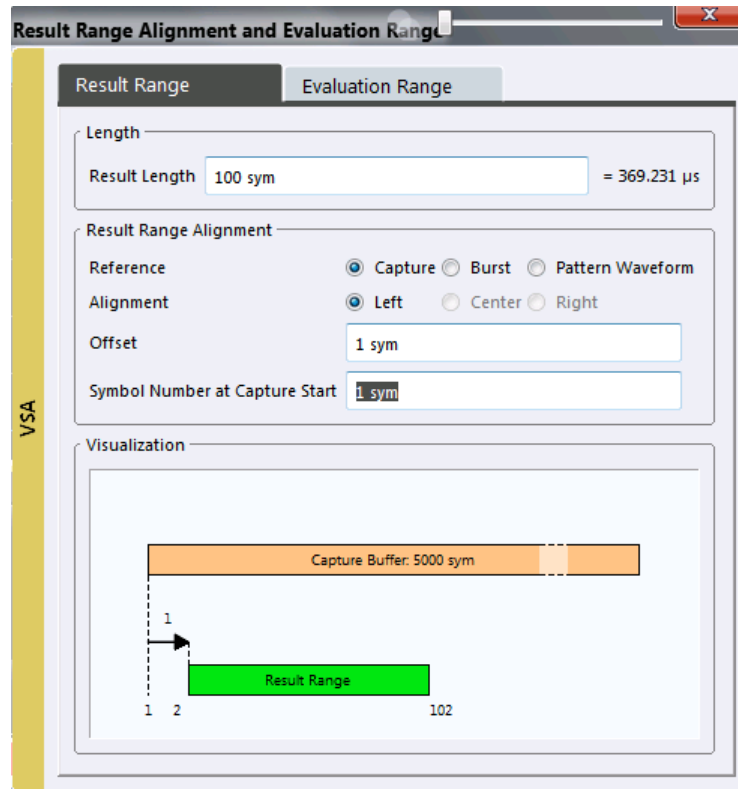 Result Range Alignment and Evaluation Range
X
VSA
Result Range Evaluation Range
Length
Result Length 100 sym = 369.231 µs
Result Range Alignment
Reference Capture Burst Pattern Waveform
Alignment Left Center Right
Offset 1 sym
Symbol Number at Capture Start 1 sym
Visualization
Capture Buffer: 5000 sym
1
Result Range
1 2 102